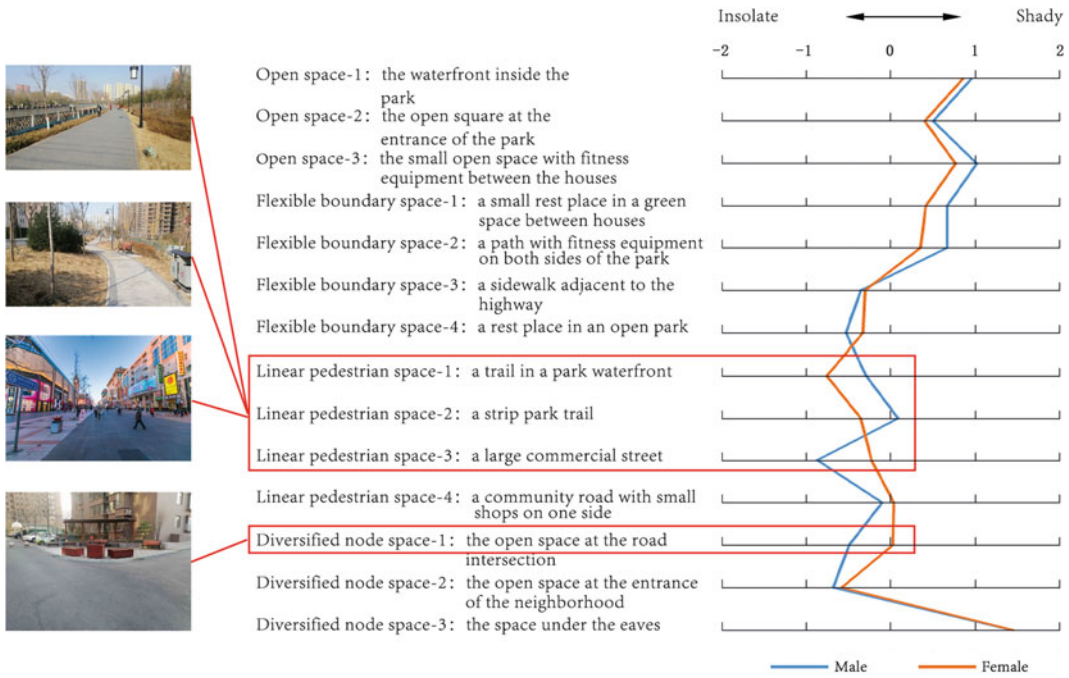 Insolate Shady
-2 -1 0 1 2
Open space-1: the waterfront inside the
park
Open space-2: the open square at the
entrance of the park
Open space-3: the small open space with fitness
equipment between the houses
Flexible boundary space-1: a small rest place in a green
space between houses
Flexible boundary space-2: a path with fitness equipment
on both sides of the park
Flexible boundary space-3: a sidewalk adjacent to the
highway
Flexible boundary space-4: a rest place in an open park
Linear pedestrian space-1: a trail in a park waterfront
Linear pedestrian space-2: a strip park trail
Linear pedestrian space-3: a large commercial street
Linear pedestrian space-4: a community road with small
shops on one side
Diversified node space-1: the open space at the road
intersection
Diversified node space-2: the open space at the entrance
of the neighborhood
Diversified node space-3: the space under the eaves
Male Female